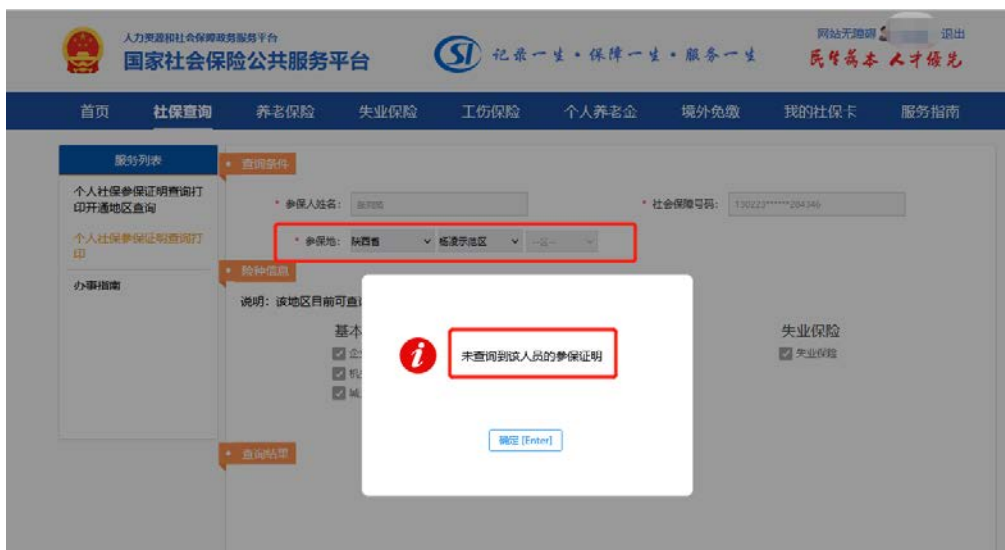 人力资源和社会保障政务服务平台
国家社会保险公共服务平台
SI
记录一生·保障一生·服务一生
网站无障碍
退出
民生为本 人才优先
首页 社保查询 养老保险 失业保险 工伤保险 个人养老金 境外免缴 我的社保卡 服务指南
服务列表
个人社保参保证明查询打
印开通地区查询
个人社保参保证明查询打
印
办事指南
查询条件
* 参保人姓名：
* 社会保障号码： 130223******284346
* 参保地： 陕西省 杨凌示范区 --区--
险种信息
说明：该地区目前可查
基本
失业保险
企
失业保险
机
城
未查询到该人员的参保证明
确定 [Enter]
查询结果